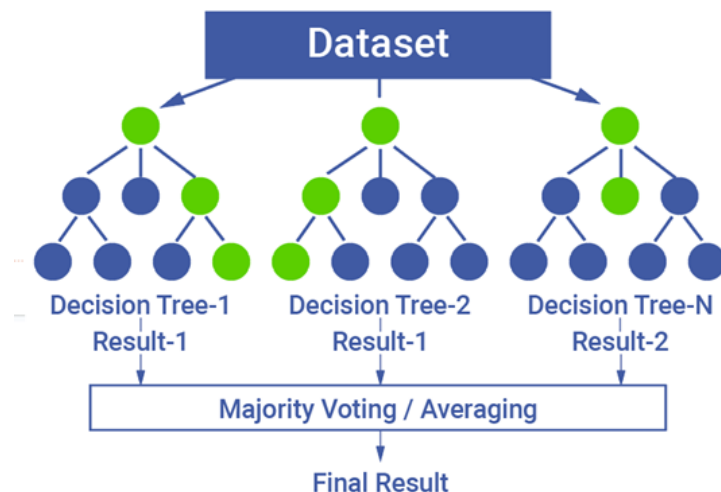 Dataset
Decision Tree-1 Decision Tree-2 Decision Tree-N
Result-1 Result-1 Result-2
Majority Voting / Averaging
Final Result